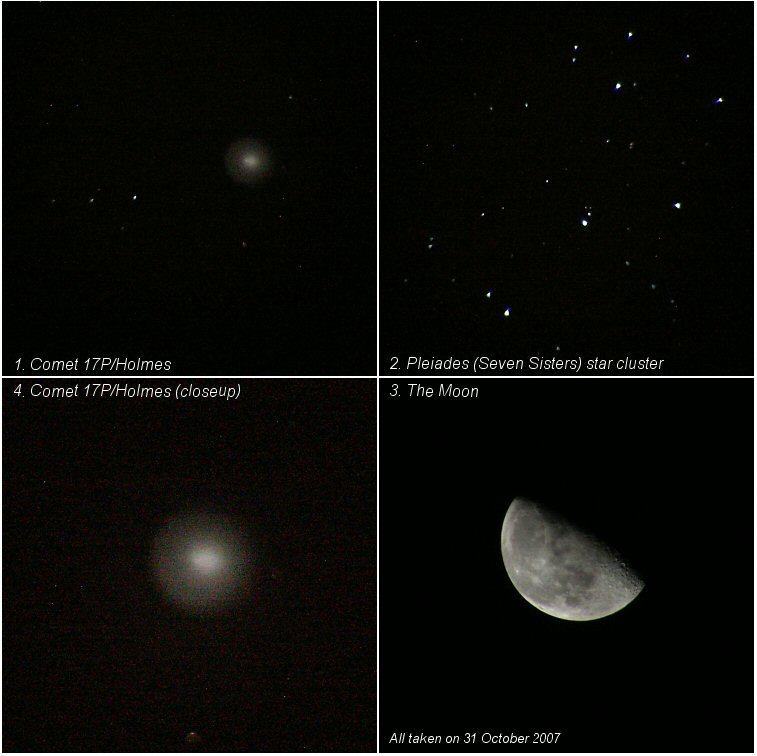 1. Comet 17P/Holmes
2. Pleiades (Seven Sisters) star cluster
4. Comet 17P/Holmes (closeup)
3. The Moon
All taken on 31 October 2007